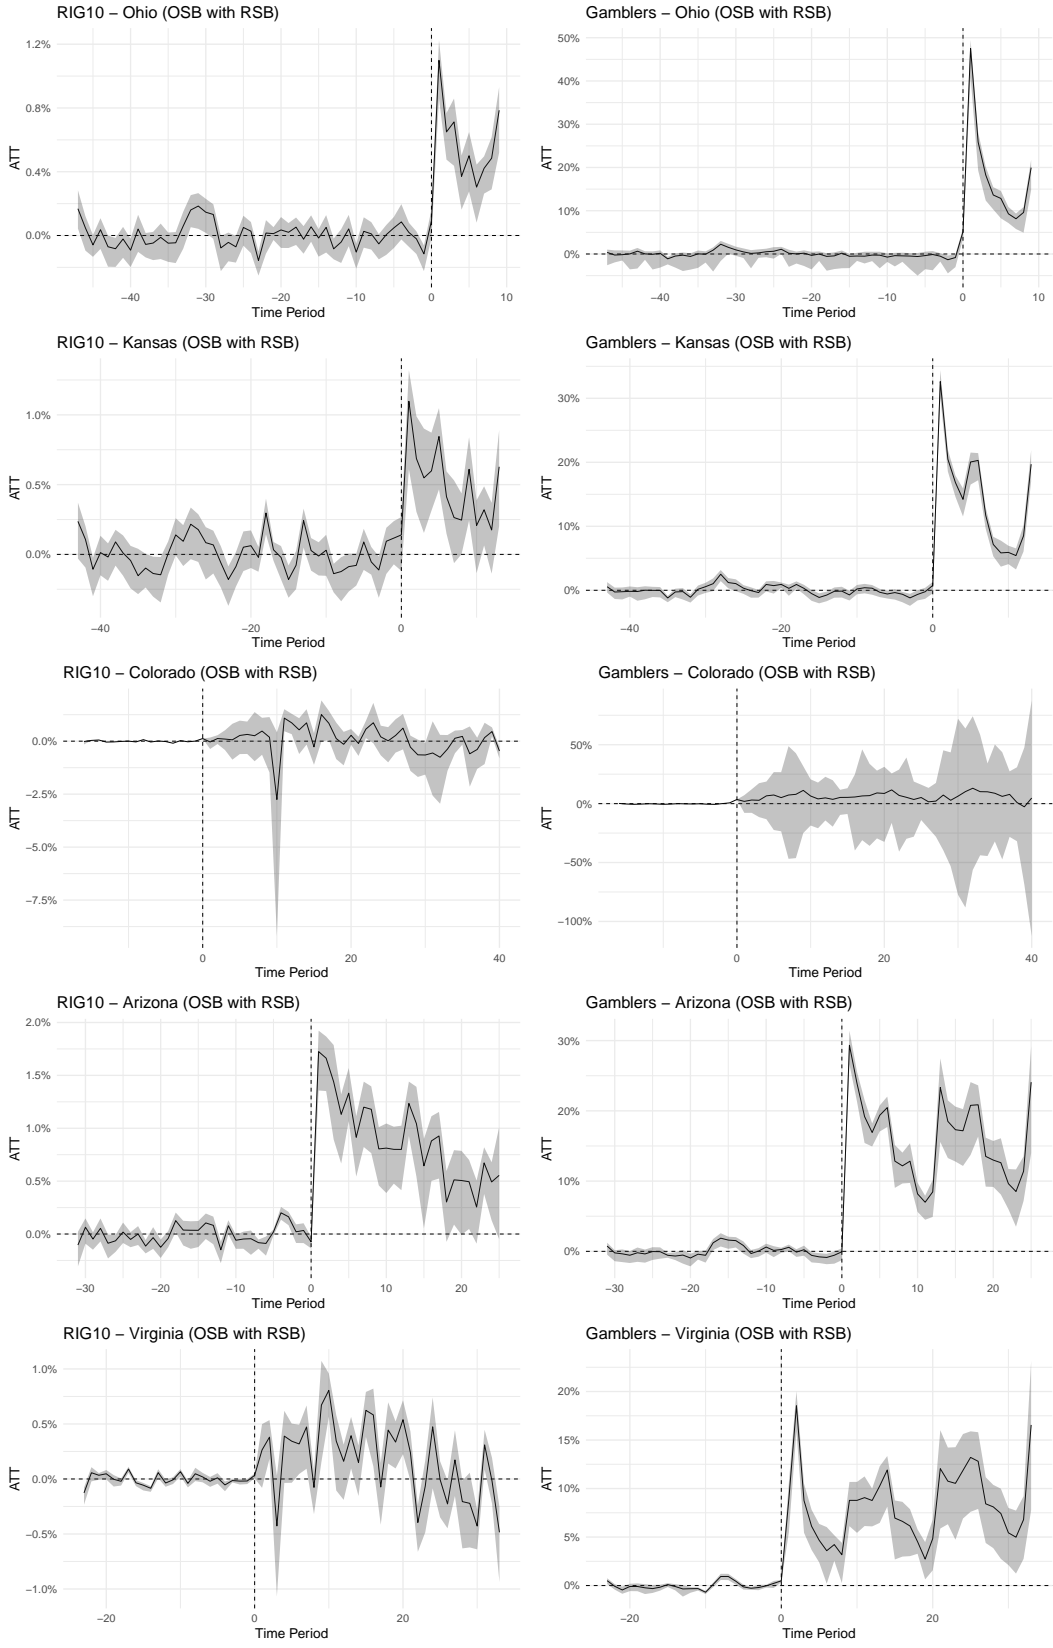 RIG10 – Ohio (OSB with RSB)
1.2%
0.8%
0.4%
0.0%
ATT
−40 −30 −20 −10 0 10
Time Period
Gamblers – Ohio (OSB with RSB)
50%
40%
30%
20%
10%
0%
ATT
−40 −30 −20 −10 0 10
Time Period
RIG10 – Kansas (OSB with RSB)
1.0%
0.5%
0.0%
ATT
−40 −20 0
Time Period
Gamblers – Kansas (OSB with RSB)
30%
20%
10%
0%
ATT
−40 −20 0
Time Period
RIG10 – Colorado (OSB with RSB)
0.0%
−2.5%
−5.0%
−7.5%
ATT
0 20 40
Time Period
Gamblers – Colorado (OSB with RSB)
50%
0%
−50%
−100%
ATT
0 20 40
Time Period
RIG10 – Arizona (OSB with RSB)
2.0%
1.5%
1.0%
0.5%
0.0%
ATT
−30 −20 −10 0 10 20
Time Period
Gamblers – Arizona (OSB with RSB)
30%
20%
10%
0%
ATT
−30 −20 −10 0 10 20
Time Period
RIG10 – Virginia (OSB with RSB)
1.0%
0.5%
0.0%
−0.5%
−1.0%
ATT
−20 0 20
Time Period
Gamblers – Virginia (OSB with RSB)
20%
15%
10%
5%
0%
ATT
−20 0 20
Time Period